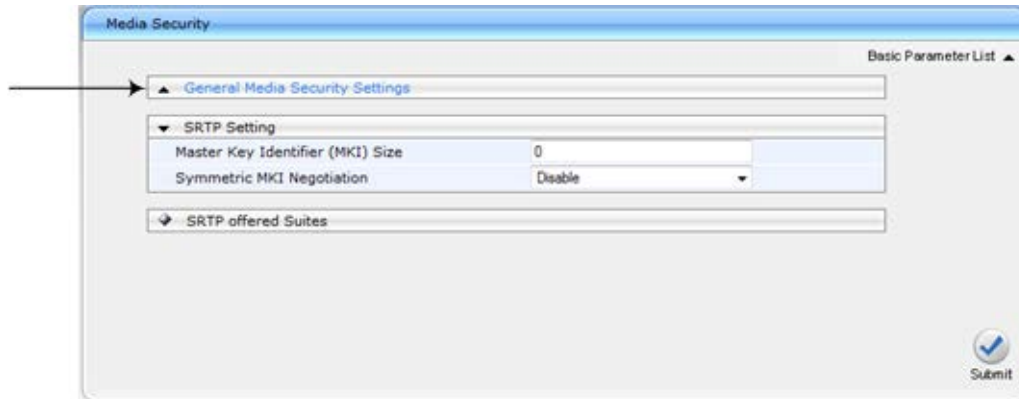 Media Security
Basic Parameter List
General Media Security Settings
SRTP Setting
Master Key Identifier (MKI) Size 0
Symmetric MKI Negotiation Disable
SRTP offered Suites
Submit